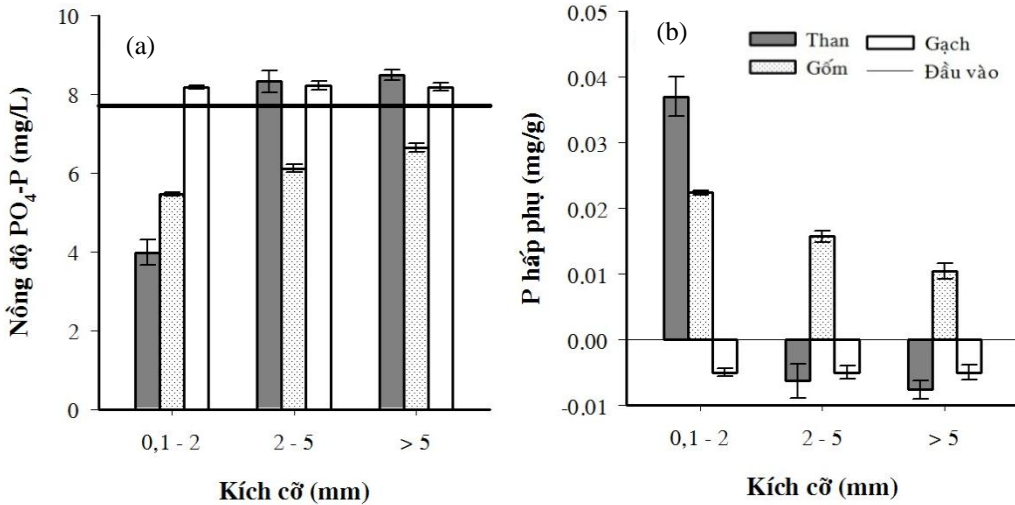 (a)
Nồng độ PO4-P (mg/L)
10
8
6
4
2
0
0,1 - 2
2 - 5
> 5
Kích cỡ (mm)
(b)
Than
Gạch
Gốm
Đầu vào
P hấp phụ (mg/g)
0.05
0.04
0.03
0.02
0.01
0.00
-0.01
0,1 - 2
2 - 5
> 5
Kích cỡ (mm)